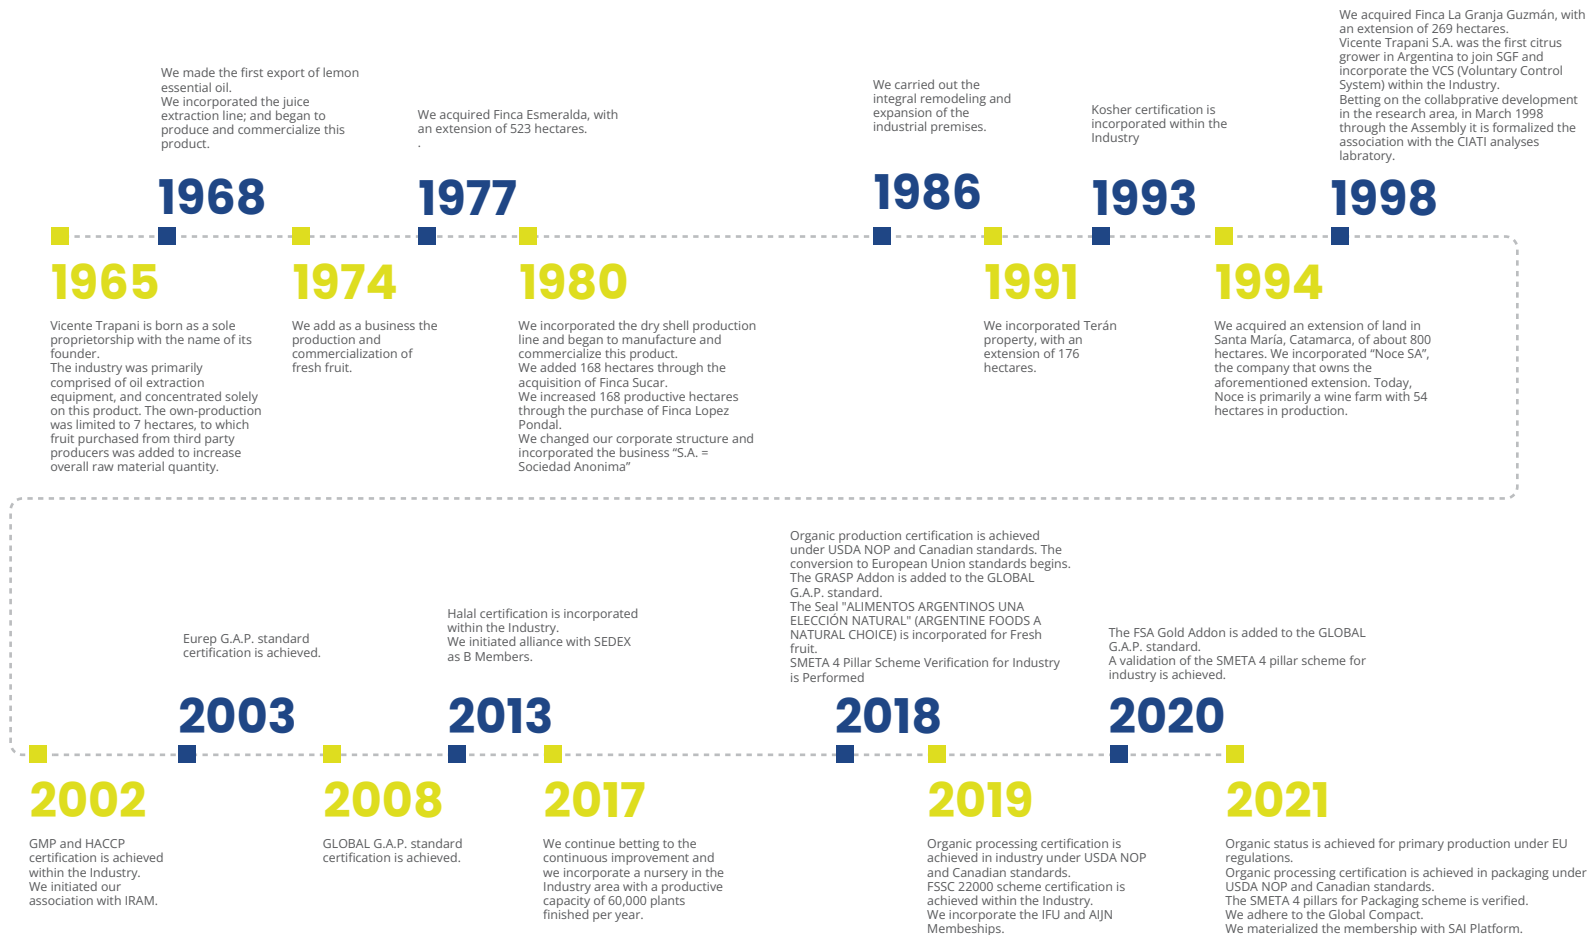 We made the first export of lemon
essential oil.
We incorporated the juice
extraction line; and began to
produce and commercialize this
product.
1968
We acquired Finca Esmeralda, with
an extension of 523 hectares.
.
1977
We carried out the
integral remodeling and
expansion of the
industrial premises.
1986
Kosher certification is
incorporated within the
Industry
1993
We acquired Finca La Granja Guzmán, with
an extension of 269 hectares.
Vicente Trapani S.A. was the first citrus
grower in Argentina to join SGF and
incorporate the VCS (Voluntary Control
System) within the Industry.
Betting on the collabprative development
in the research area, in March 1998
through the Assembly it is formalized the
association with the CIATI analyses
labratory.
1998
1965
Vicente Trapani is born as a sole
proprietorship with the name of its
founder.
The industry was primarily
comprised of oil extraction
equipment, and concentrated solely
on this product. The own-production
was limited to 7 hectares, to which
fruit purchased from third party
producers was added to increase
overall raw material quantity.
1974
We add as a business the
production and
commercialization of
fresh fruit.
1980
We incorporated the dry shell production
line and began to manufacture and
commercialize this product.
We added 168 hectares through the
acquisition of Finca Sucar.
We increased 168 productive hectares
through the purchase of Finca Lopez
Pondal.
We changed our corporate structure and
incorporated the business “S.A. =
Sociedad Anonima”
1991
We incorporated Terán
property, with an
extension of 176
hectares.
1994
We acquired an extension of land in
Santa María, Catamarca, of about 800
hectares. We incorporated “Noce SA”,
the company that owns the
aforementioned extension. Today,
Noce is primarily a wine farm with 54
hectares in production.
Eurep G.A.P. standard
certification is achieved.
2003
Halal certification is incorporated
within the Industry.
We initiated alliance with SEDEX
as B Members.
2013
Organic production certification is achieved
under USDA NOP and Canadian standards. The
conversion to European Union standards begins.
The GRASP Addon is added to the GLOBAL
G.A.P. standard.
The Seal "ALIMENTOS ARGENTINOS UNA
ELECCIÓN NATURAL" (ARGENTINE FOODS A
NATURAL CHOICE) is incorporated for Fresh
fruit.
SMETA 4 Pillar Scheme Verification for Industry
is Performed
2018
The FSA Gold Addon is added to the GLOBAL
G.A.P. standard.
A validation of the SMETA 4 pillar scheme for
industry is achieved.
2020
2002
GMP and HACCP
certification is achieved
within the Industry.
We initiated our
association with IRAM.
2008
GLOBAL G.A.P. standard
certification is achieved.
2017
We continue betting to the
continuous improvement and
we incorporate a nursery in the
Industry area with a productive
capacity of 60,000 plants
finished per year.
2019
Organic processing certification is
achieved in industry under USDA NOP
and Canadian standards.
FSSC 22000 scheme certification is
achieved within the Industry.
We incorporate the IFU and AIJN
Membeships.
2021
Organic status is achieved for primary production under EU
regulations.
Organic processing certification is achieved in packaging under
USDA NOP and Canadian standards.
The SMETA 4 pillars for Packaging scheme is verified.
We adhere to the Global Compact.
We materialized the membership with SAI Platform.